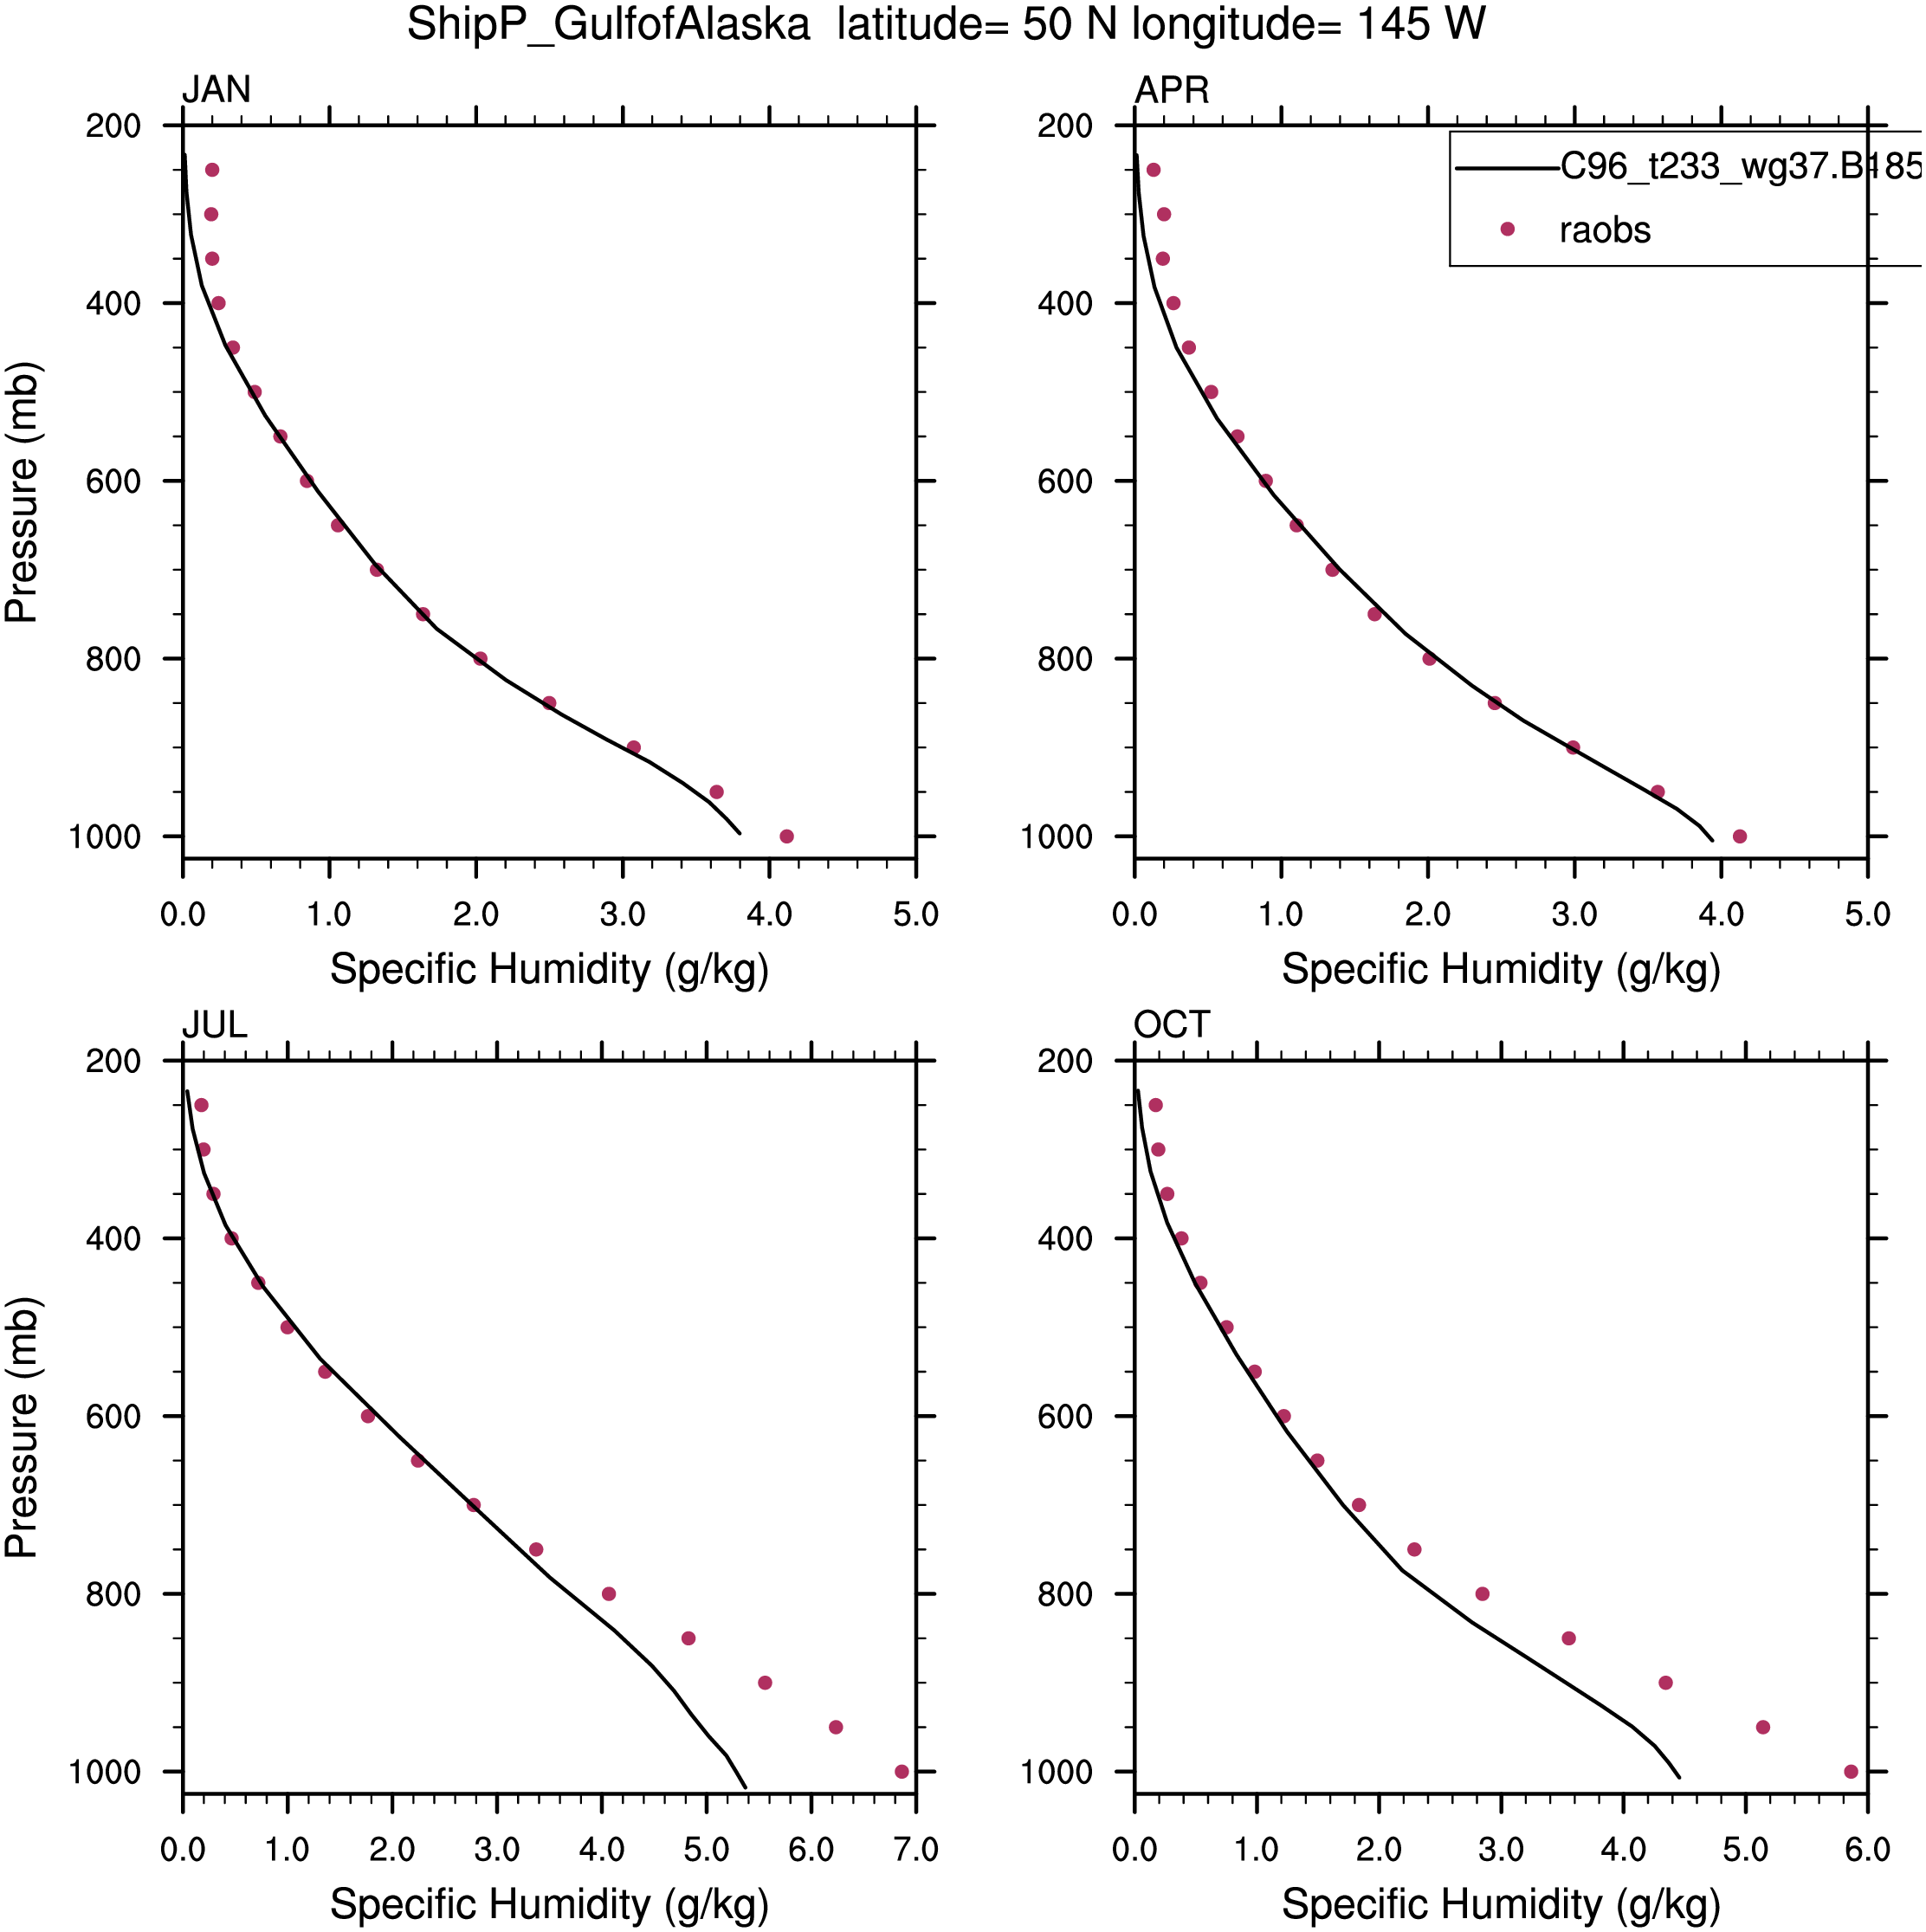 ShipP_GulfofAlaska latitude= 50 N longitude= 145 W
JAN
200
400
600
800
1000
Pressure (mb)
0.0 1.0 2.0 3.0 4.0 5.0
Specific Humidity (g/kg)
APR
200
400
600
800
1000
C96_t233_wg37.B185
raobs
0.0 1.0 2.0 3.0 4.0 5.0
Specific Humidity (g/kg)
JUL
200
400
600
800
1000
Pressure (mb)
0.0 1.0 2.0 3.0 4.0 5.0 6.0 7.0
Specific Humidity (g/kg)
OCT
200
400
600
800
1000
0.0 1.0 2.0 3.0 4.0 5.0 6.0
Specific Humidity (g/kg)